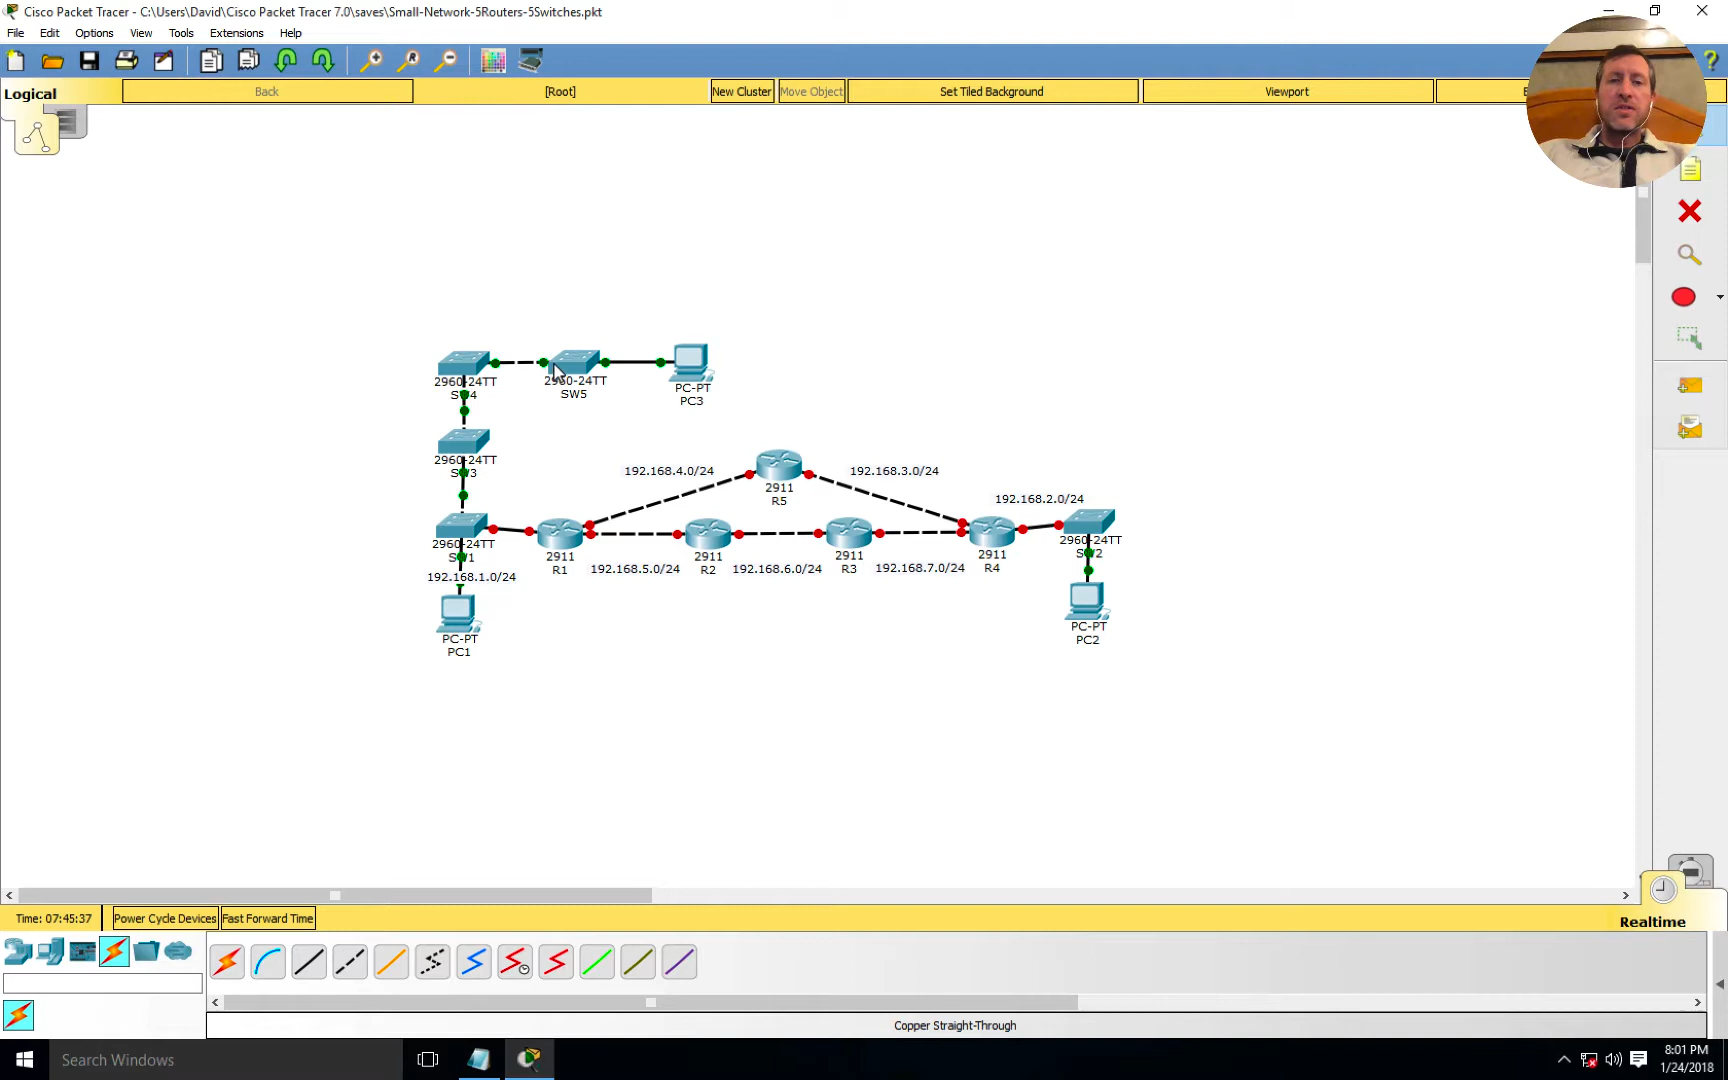 Cisco Packet Tracer - C:\Users\David\Cisco Packet Tracer 7.0\saves\Small-Network-5Routers-5Switches.pkt
File Edit Options View Tools Extensions Help
Logical Back [Root] New Cluster Move Object Set Tiled Background Viewport
2960-24TT
SW4
2960-24TT
SW5
PC-PT
PC3
2960-24TT
SW3
192.168.4.0/24
2911
R5
192.168.3.0/24
192.168.2.0/24
2960-24TT
SW1
192.168.1.0/24
2911
R1
192.168.5.0/24
2911
R2
192.168.6.0/24
2911
R3
192.168.7.0/24
2911
R4
2960-24TT
SW2
PC-PT
PC1
PC-PT
PC2
Time: 07:45:37 Power Cycle Devices Fast Forward Time Realtime
Copper Straight-Through
Search Windows
8:01 PM
1/24/2018